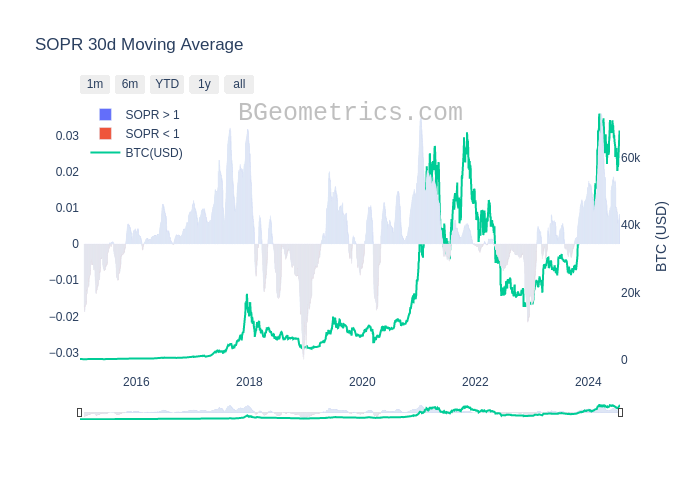 SOPR 30d Moving Average
1m 6m YTD 1y all
BGeometrics.com
SOPR > 1
SOPR < 1
BTC(USD)
0.03
0.02
0.01
0
−0.01
−0.02
−0.03
60k
40k
20k
0
BTC (USD)
2016 2018 2020 2022 2024